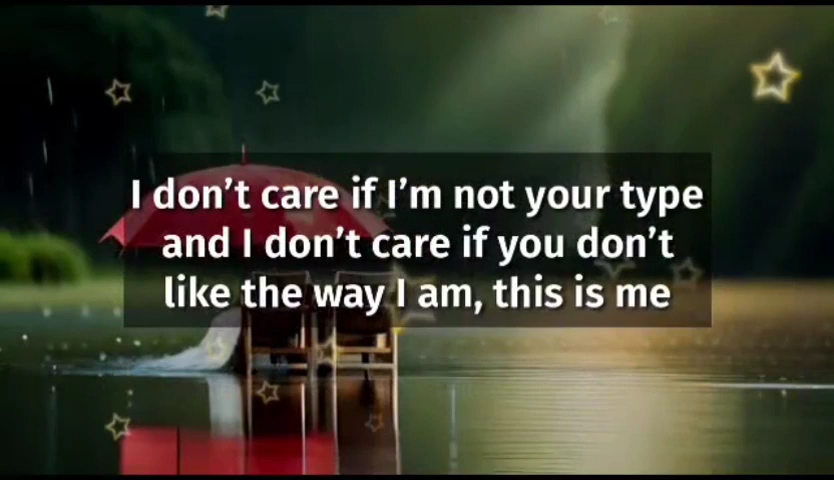 I don’t care if I’m not your type
and I don’t care if you don’t
like the way I am, this is me